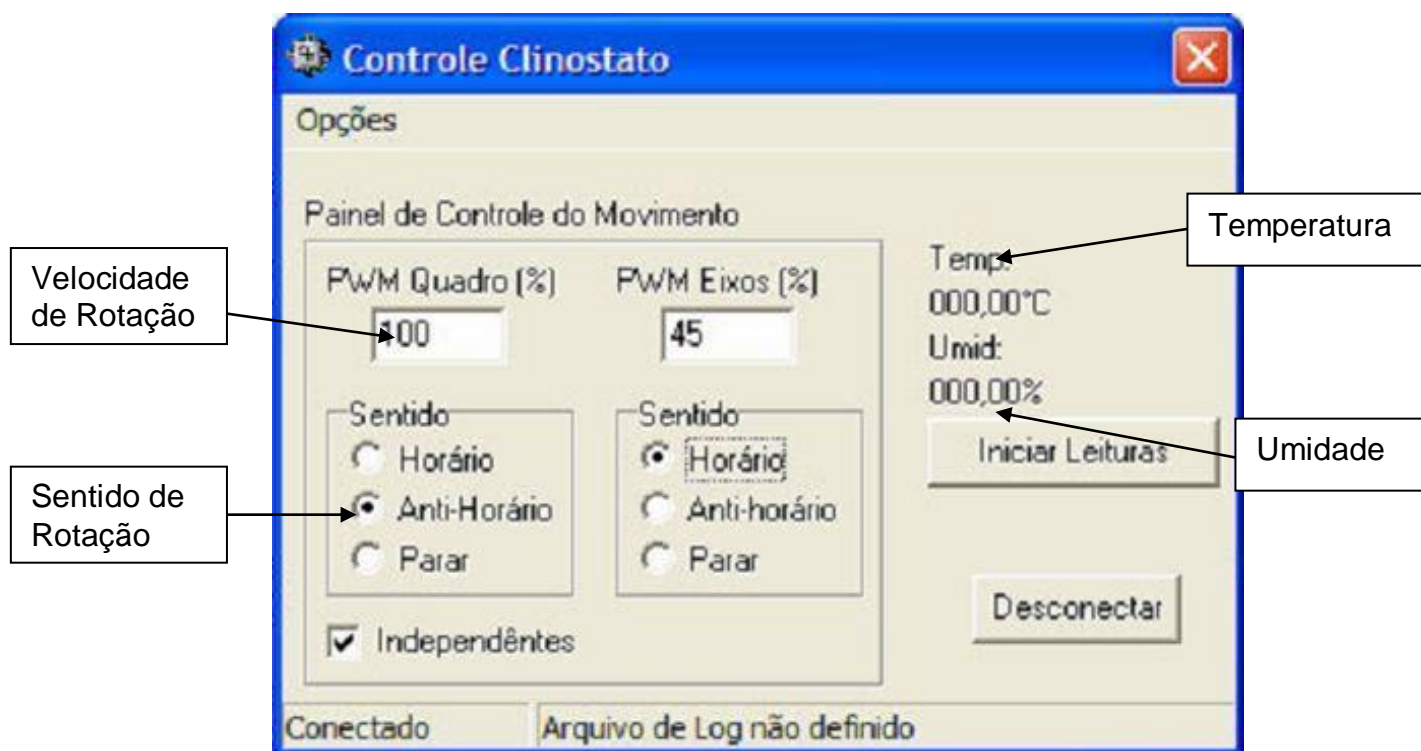 Controle Clinostato
Opções
Painel de Controle do Movimento
PWM Quadro (%)
PWM Eixos (%)
100
45
Sentido
Horário
Anti-Horário
Parar
Sentido
Horário
Anti-horário
Parar
Independêntes
Temp:
000,00°C
Umid:
000,00%
Iniciar Leituras
Desconectar
Conectado
Arquivo de Log não definido
Velocidade
de Rotação
Sentido de
Rotação
Temperatura
Umidade